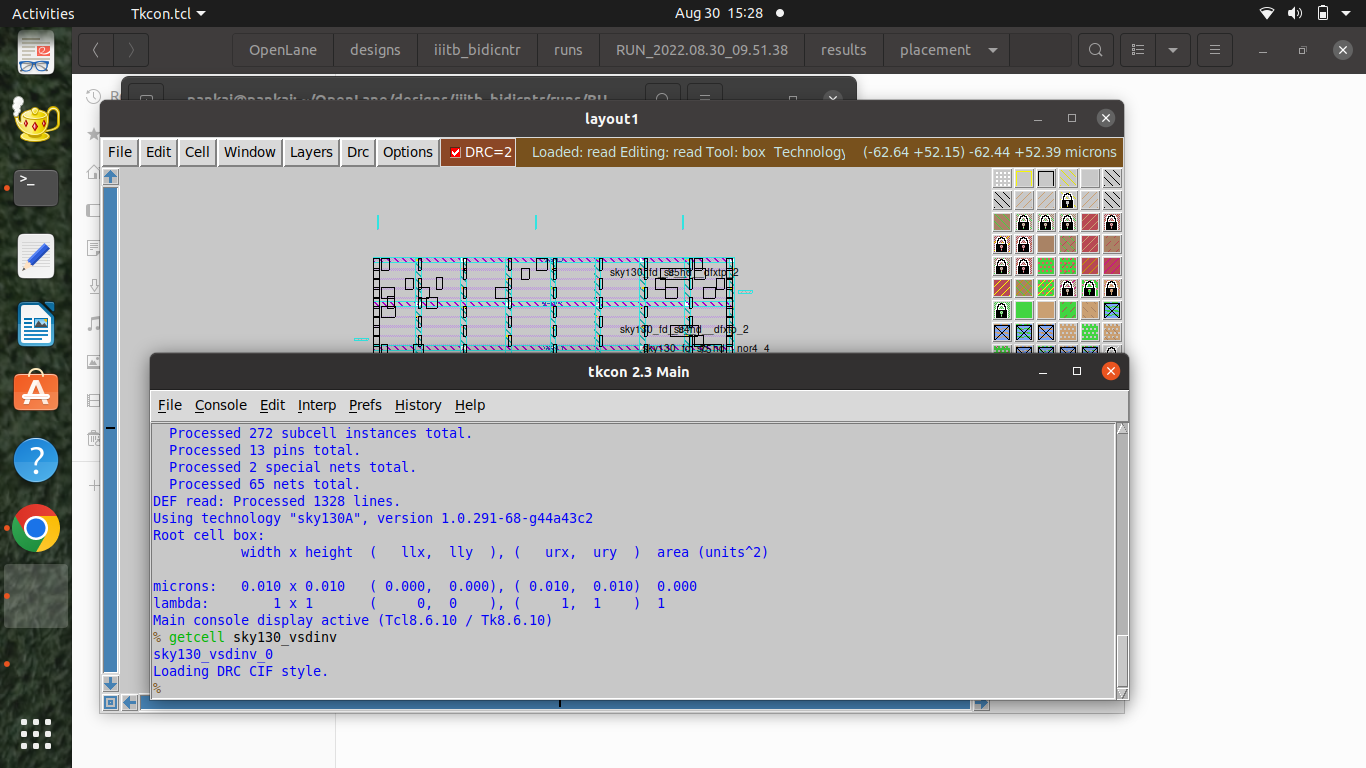 Activities
Tkcon.tcl
Aug 30 15:28
OpenLane
designs
iiitb_bidicntr
runs
RUN_2022.08.30_09.51.38
results
placement
pankaj@pankaj: ~/OpenLane/designs/iiitb_bidicntr/runs/RU
layout1
File
Edit
Cell
Window
Layers
Drc
Options
DRC=2
Loaded: read Editing: read Tool: box Technology
(-62.64 +52.15) -62.44 +52.39 microns
tkcon 2.3 Main
File
Console
Edit
Interp
Prefs
History
Help
Processed 272 subcell instances total.
Processed 13 pins total.
Processed 2 special nets total.
Processed 65 nets total.
DEF read: Processed 1328 lines.
Using technology "sky130A", version 1.0.291-68-g44a43c2
Root cell box:
width x height ( llx, lly ), ( urx, ury ) area (units^2)
microns: 0.010 x 0.010 ( 0.000, 0.000), ( 0.010, 0.010) 0.000
lambda: 1 x 1 ( 0, 0 ), ( 1, 1 ) 1
Main console display active (Tcl8.6.10 / Tk8.6.10)
% getcell sky130_vsdinv
sky130_vsdinv_0
Loading DRC CIF style.
%